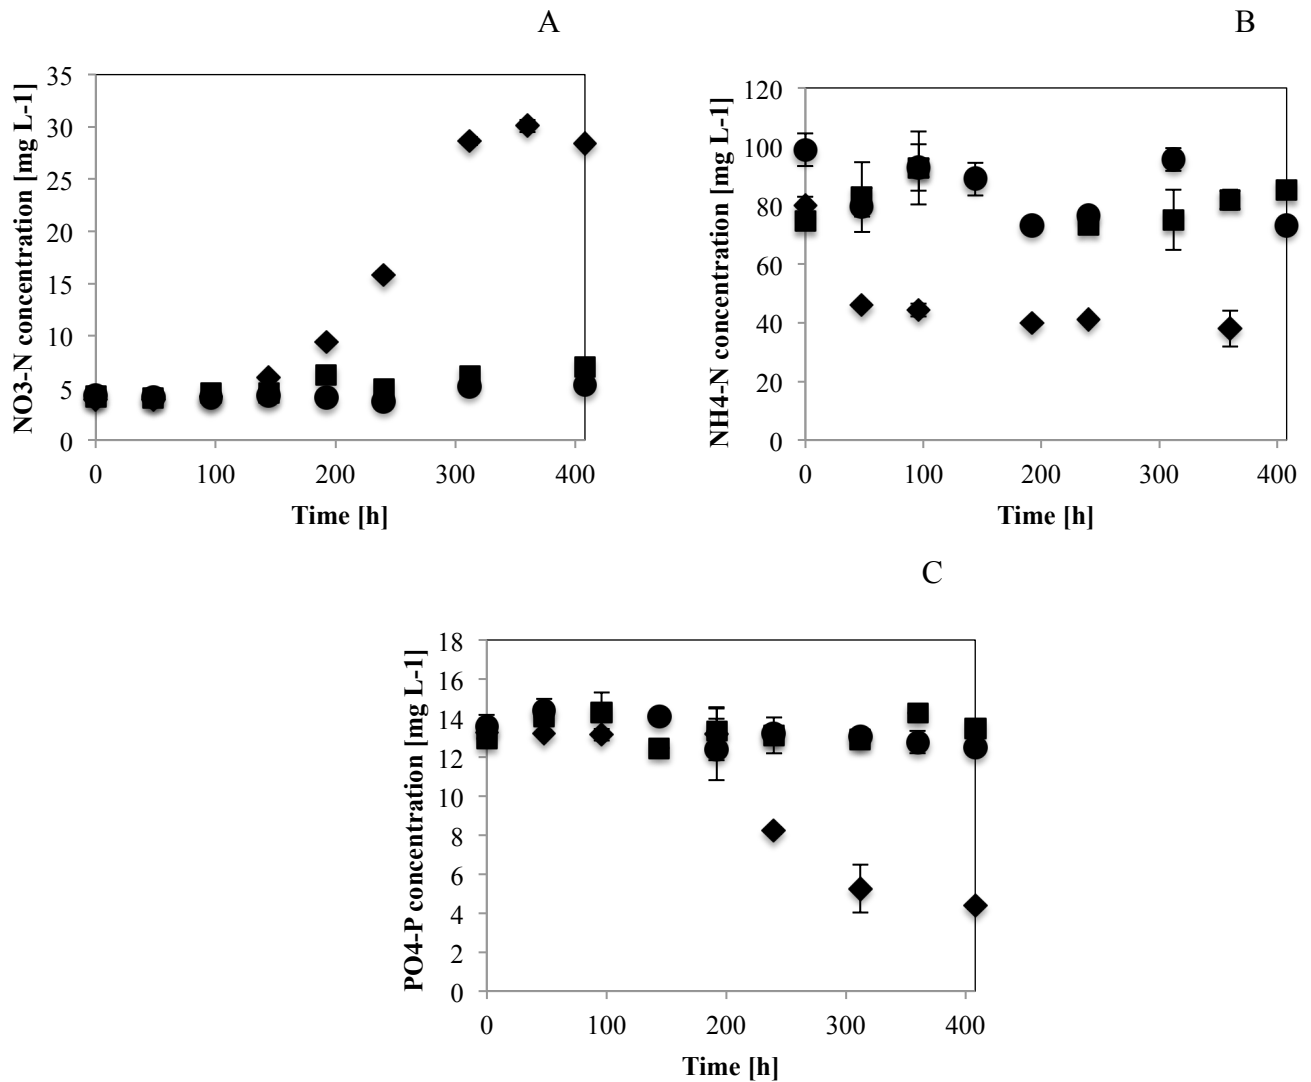 A
NO3-N concentration [mg L-1]
35
30
25
20
15
10
5
0
0 100 200 300 400
Time [h]
B
NH4-N concentration [mg L-1]
120
100
80
60
40
20
0
0 100 200 300 400
Time [h]
C
PO4-P concentration [mg L-1]
18
16
14
12
10
8
6
4
2
0
0 100 200 300 400
Time [h]